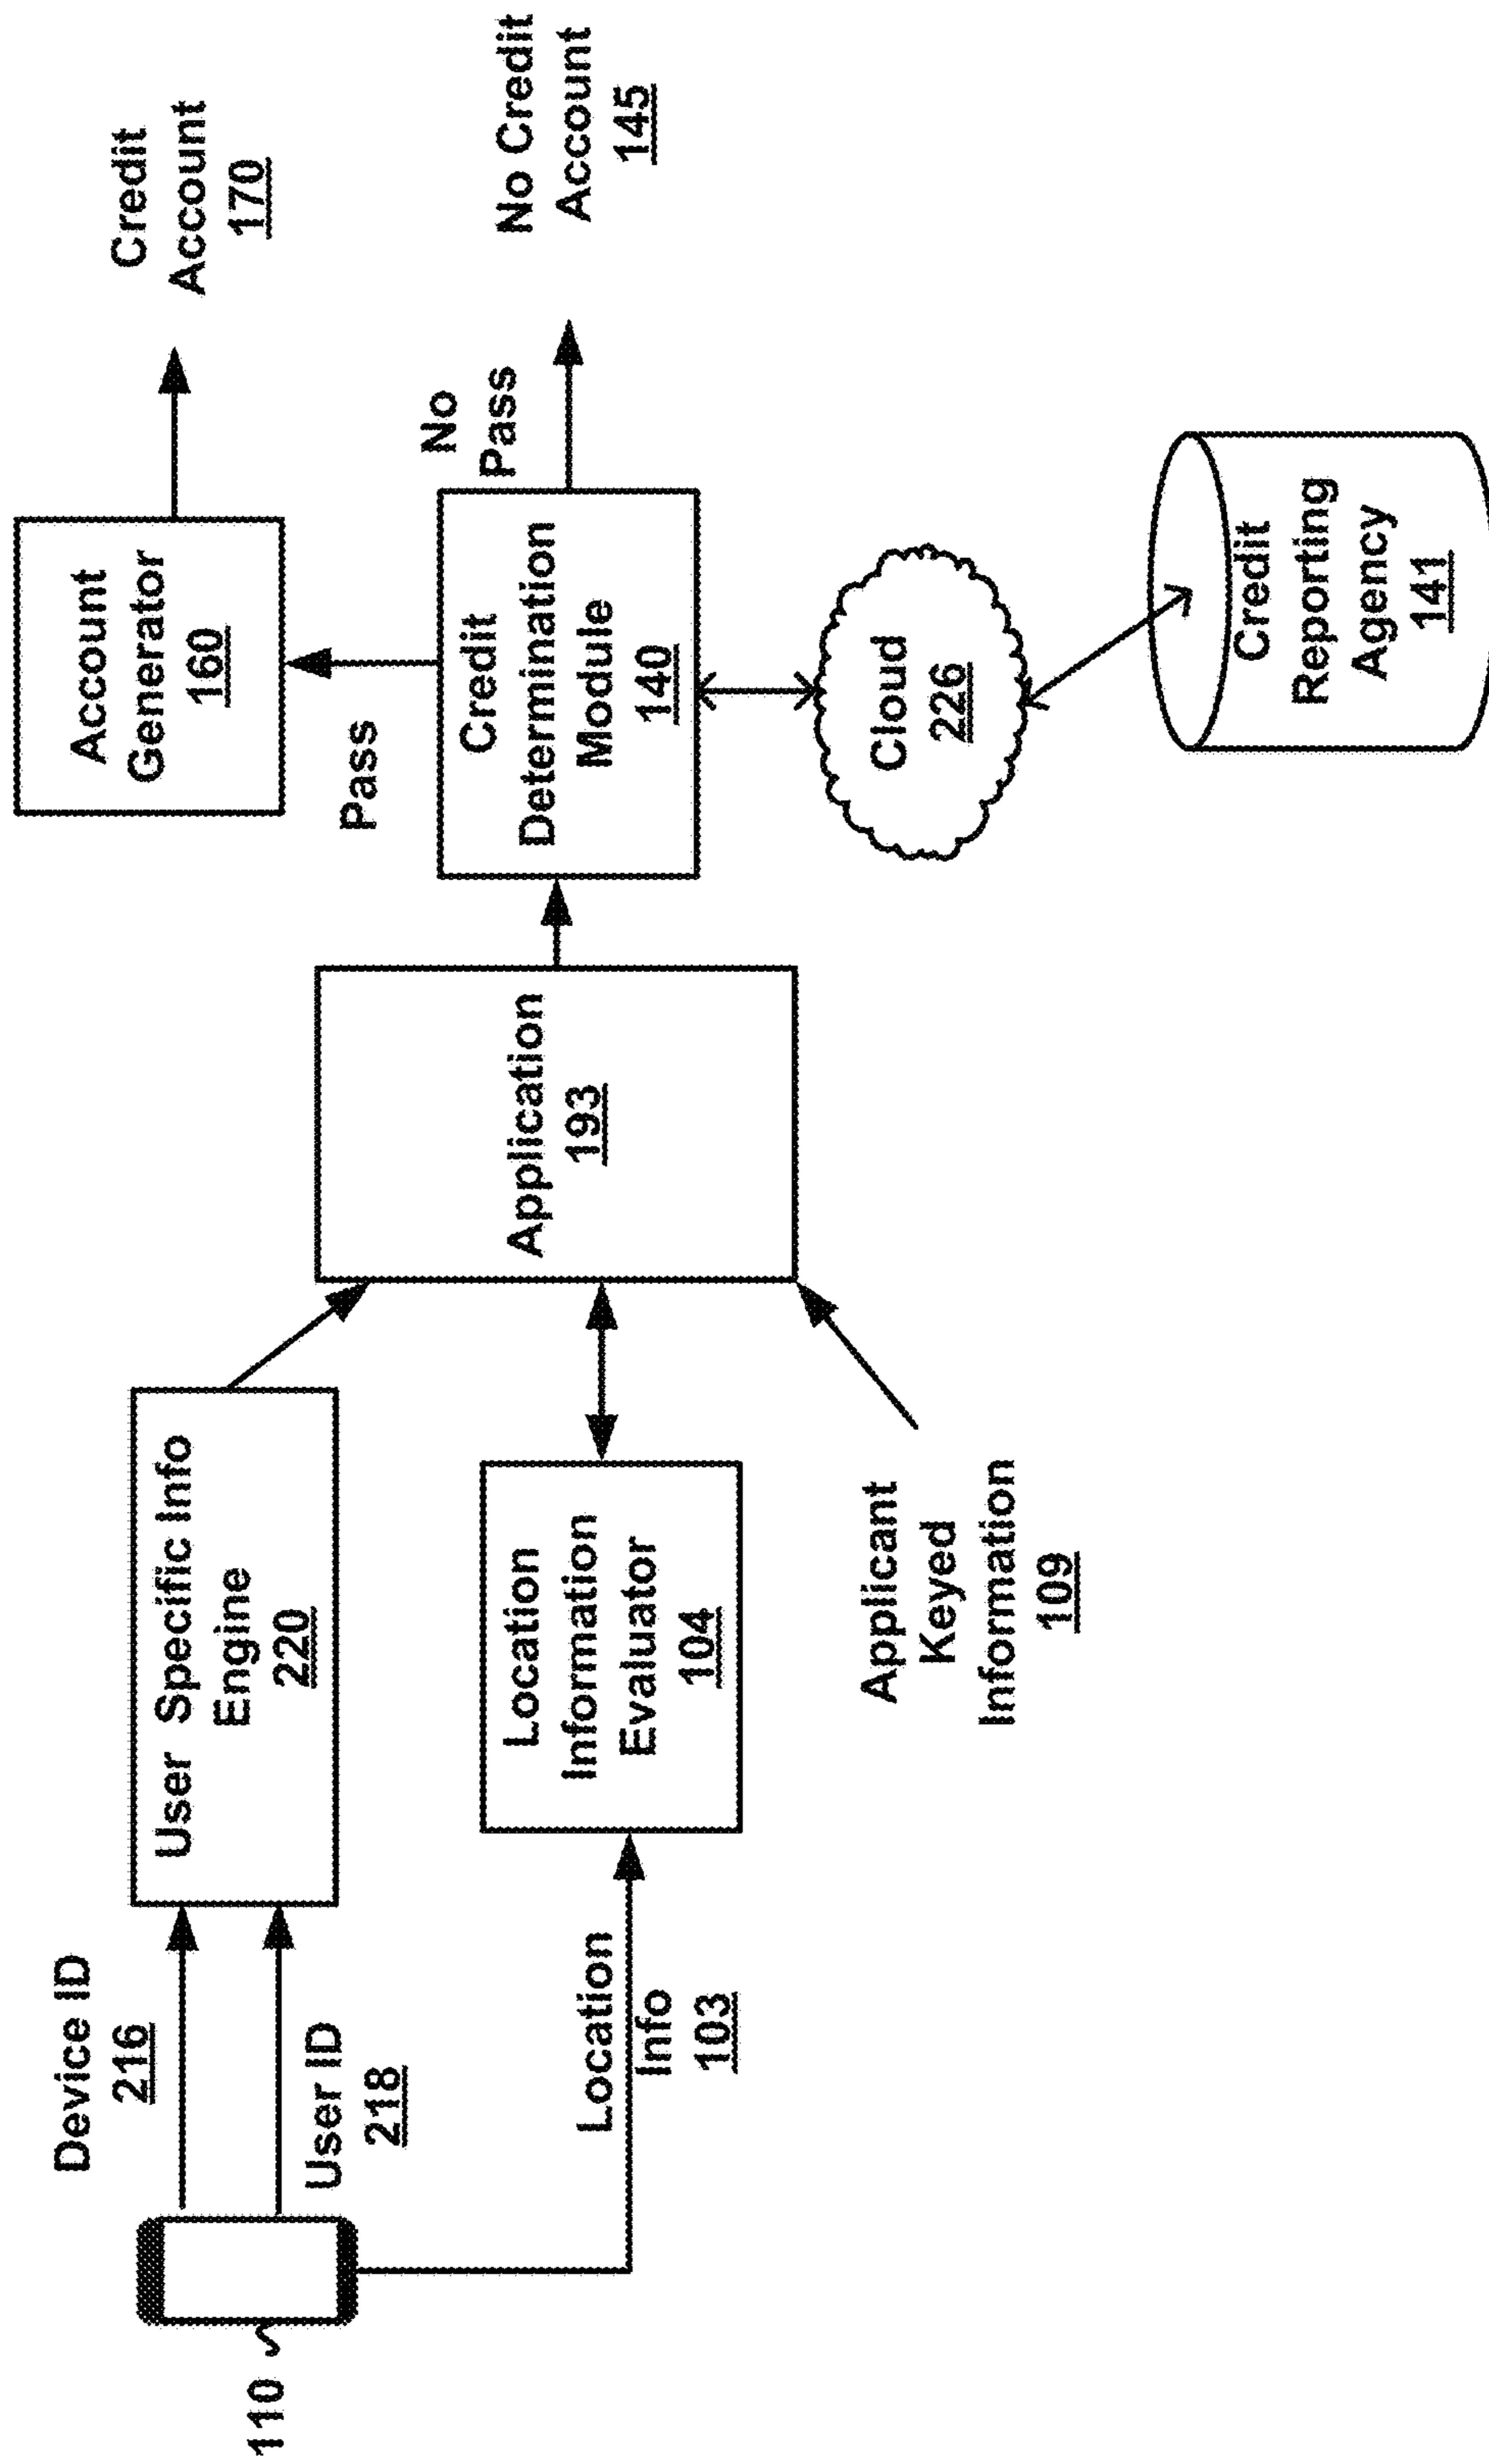 110
Device ID
216
User ID
218
Location
Info
103
User Specific Info
Engine
220
Location
Information
Evaluator
104
Applicant
Keyed
Information
109
Application
193
Account
Generator
160
Pass
Credit
Determination
Module
140
No
Pass
Cloud
226
Credit
Reporting
Agency
141
Credit
Account
170
No Credit
Account
145